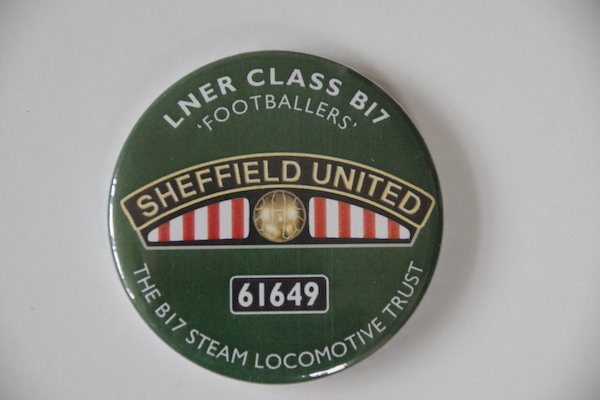 LNER CLASS B17
'FOOTBALLERS'
SHEFFIELD UNITED
61649
THE B17 STEAM LOCOMOTIVE TRUST